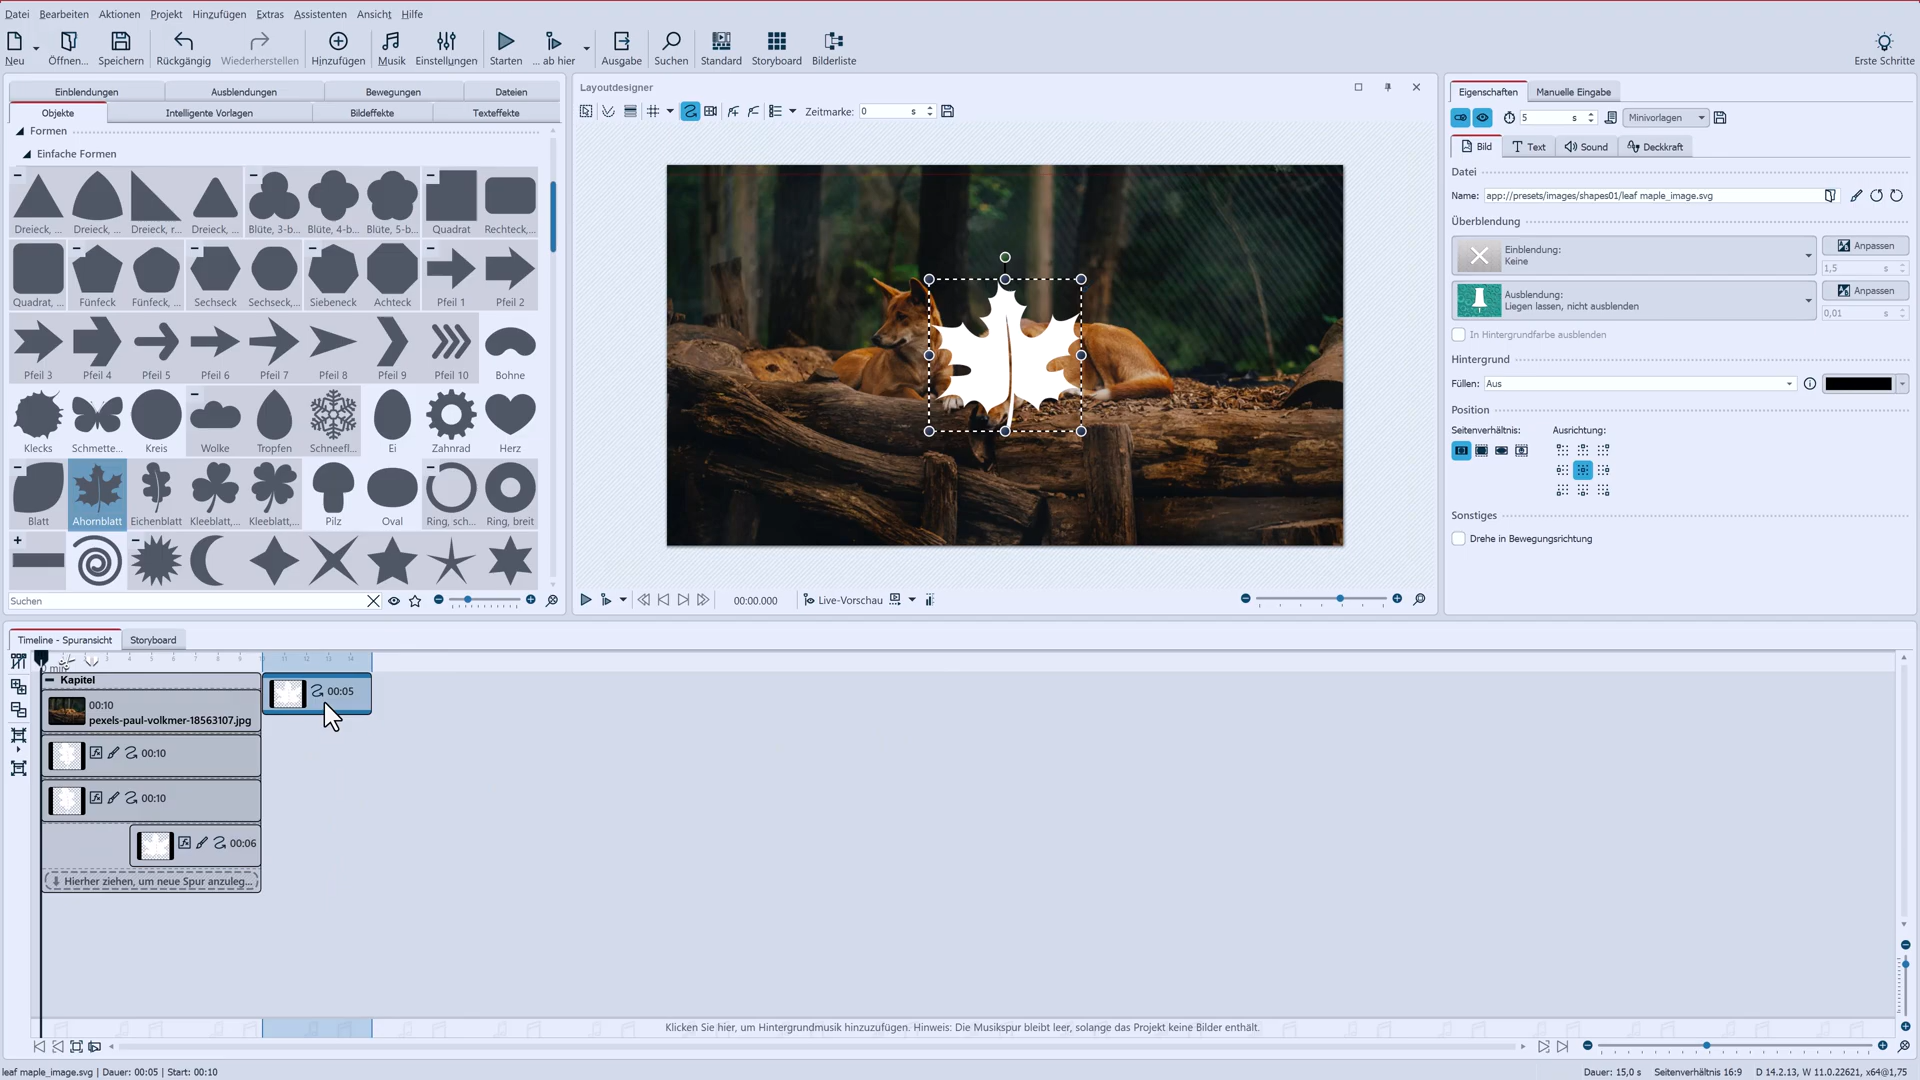 Datei Bearbeiten Aktionen Projekt Hinzufügen Extras Assistenten Ansicht Hilfe
Neu Öffnen... Speichern Rückgängig Wiederherstellen Hinzufügen Musik Einstellungen Starten ... ab hier Ausgabe Suchen Standard Storyboard Bilderliste Erste Schritte
Einblendungen Ausblendungen Bewegungen Dateien
Objekte Intelligente Vorlagen Bildeffekte Texteffekte
Formen
Einfache Formen
Dreieck, ... Dreieck, ... Dreieck, r... Dreieck, ... Blüte, 3-b... Blüte, 4-b... Blüte, 5-b... Quadrat Rechteck,...
Quadrat, ... Fünfeck Fünfeck, ... Sechseck Sechseck,... Siebeneck Achteck Pfeil 1 Pfeil 2
Pfeil 3 Pfeil 4 Pfeil 5 Pfeil 6 Pfeil 7 Pfeil 8 Pfeil 9 Pfeil 10 Bohne
Klecks Schmette... Kreis Wolke Tropfen Schneefl... Ei Zahnrad Herz
Blatt Ahornblatt Eichenblatt Kleeblatt,... Kleeblatt,... Pilz Oval Ring, sch... Ring, breit
Suchen
Layoutdesigner
Zeitmarke: 0 s
00:00.000 Live-Vorschau
Eigenschaften Manuelle Eingabe
5 s Minivorlagen
Bild Text Sound Deckkraft
Datei
Name: app://presets/images/shapes01/leaf maple_image.svg
Überblendung
Einblendung:
Keine
Anpassen
1,5 s
Ausblendung:
Liegen lassen, nicht ausblenden
Anpassen
0,01 s
In Hintergrundfarbe ausblenden
Hintergrund
Füllen: Aus
Position
Seitenverhältnis: Ausrichtung:
Sonstiges
Drehe in Bewegungsrichtung
Timeline - Spuransicht Storyboard
0 min
Kapitel
00:10
pexels-paul-volkmer-18563107.jpg
00:05
00:10
00:10
00:06
Hierher ziehen, um neue Spur anzuleg...
Klicken Sie hier, um Hintergrundmusik hinzuzufügen. Hinweis: Die Musikspur bleibt leer, solange das Projekt keine Bilder enthält.
leaf maple_image.svg | Dauer: 00:05 | Start: 00:10
Dauer: 15,0 s Seitenverhältnis 16:9 D 14.2.13, W 11.0.22621, x64@1,75